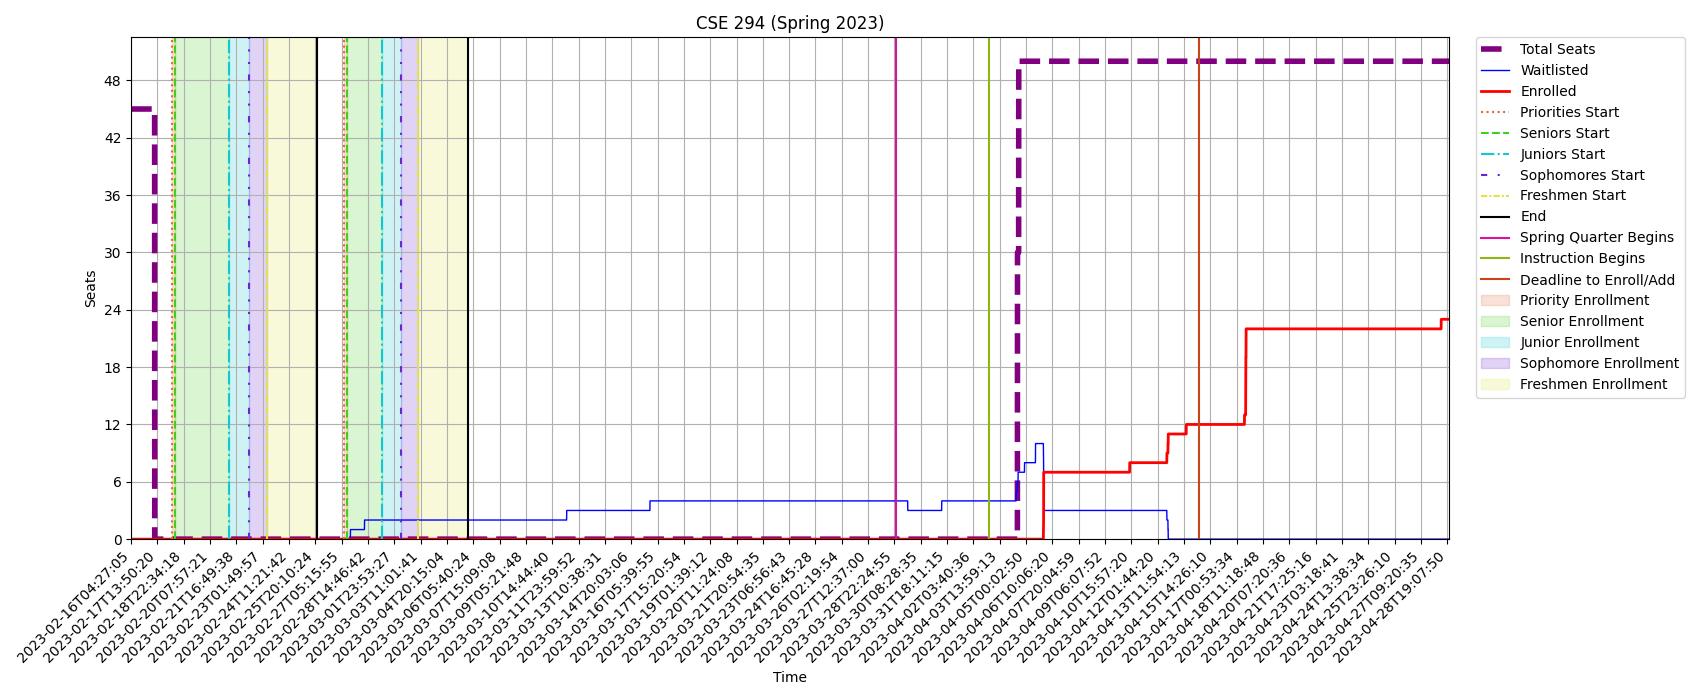 CSE 294 (Spring 2023)
Seats
48
42
36
30
24
18
12
6
0
2023-02-16T04:27:05
2023-02-17T13:50:20
2023-02-18T22:34:18
2023-02-20T07:57:21
2023-02-21T16:49:38
2023-02-23T01:49:57
2023-02-24T11:21:42
2023-02-25T20:10:24
2023-02-27T05:15:55
2023-02-28T14:46:42
2023-03-01T23:53:27
2023-03-03T11:01:41
2023-03-04T20:15:04
2023-03-06T05:40:24
2023-03-07T15:09:09
2023-03-09T05:21:48
2023-03-10T14:44:40
2023-03-11T23:59:52
2023-03-13T10:38:31
2023-03-14T20:03:06
2023-03-16T05:39:55
2023-03-17T15:20:54
2023-03-19T01:39:12
2023-03-20T11:24:08
2023-03-21T20:54:35
2023-03-23T06:56:43
2023-03-24T16:45:28
2023-03-26T02:19:54
2023-03-27T12:37:00
2023-03-28T22:24:55
2023-03-30T08:28:35
2023-03-31T18:11:15
2023-04-02T03:40:36
2023-04-03T13:59:13
2023-04-05T00:02:50
2023-04-06T10:06:20
2023-04-07T20:04:59
2023-04-09T06:07:52
2023-04-10T15:57:20
2023-04-12T01:44:20
2023-04-13T11:54:13
2023-04-15T14:26:10
2023-04-17T00:53:34
2023-04-18T11:18:48
2023-04-20T07:20:36
2023-04-21T17:25:16
2023-04-23T03:18:41
2023-04-24T13:38:34
2023-04-25T23:26:10
2023-04-27T09:20:35
2023-04-28T19:07:50
Time
Total Seats
Waitlisted
Enrolled
Priorities Start
Seniors Start
Juniors Start
Sophomores Start
Freshmen Start
End
Spring Quarter Begins
Instruction Begins
Deadline to Enroll/Add
Priority Enrollment
Senior Enrollment
Junior Enrollment
Sophomore Enrollment
Freshmen Enrollment